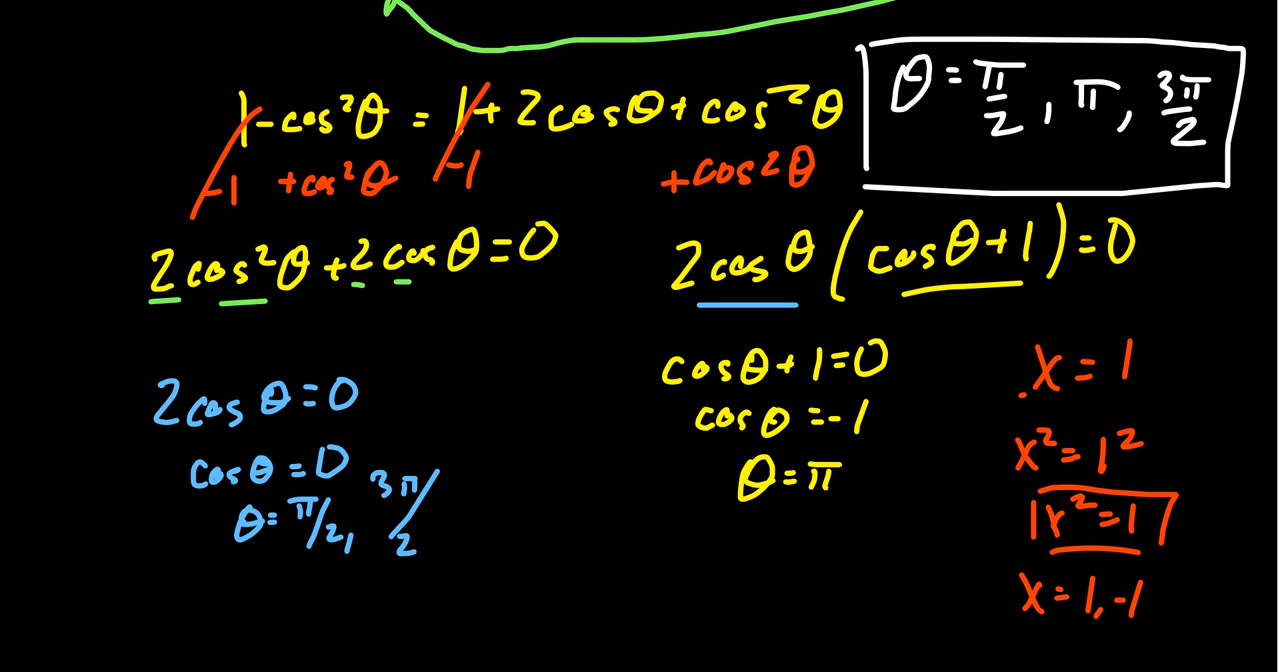 θ = π/2, π, 3π/2
1 - cos²θ = 1 + 2cosθ + cos²θ
-1 +cos²θ -1 +cos²θ
2cos²θ + 2cosθ = 0
2cosθ(cosθ+1) = 0
2cosθ = 0
cosθ = 0
θ = π/2, 3π/2
cosθ + 1 = 0
cosθ = -1
θ = π
x = 1
x² = 1²
x² = 1
x = 1, -1